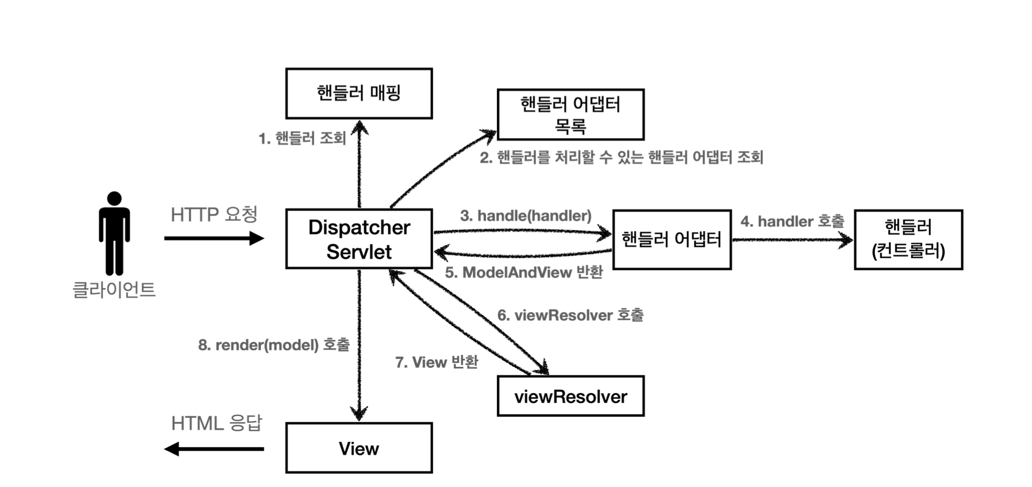 핸들러 매핑
핸들러 어댑터
목록
1. 핸들러 조회
2. 핸들러를 처리할 수 있는 핸들러 어댑터 조회
HTTP 요청
클라이언트
Dispatcher
Servlet
3. handle(handler)
핸들러 어댑터
4. handler 호출
핸들러
(컨트롤러)
5. ModelAndView 반환
6. viewResolver 호출
8. render(model) 호출
7. View 반환
viewResolver
HTML 응답
View